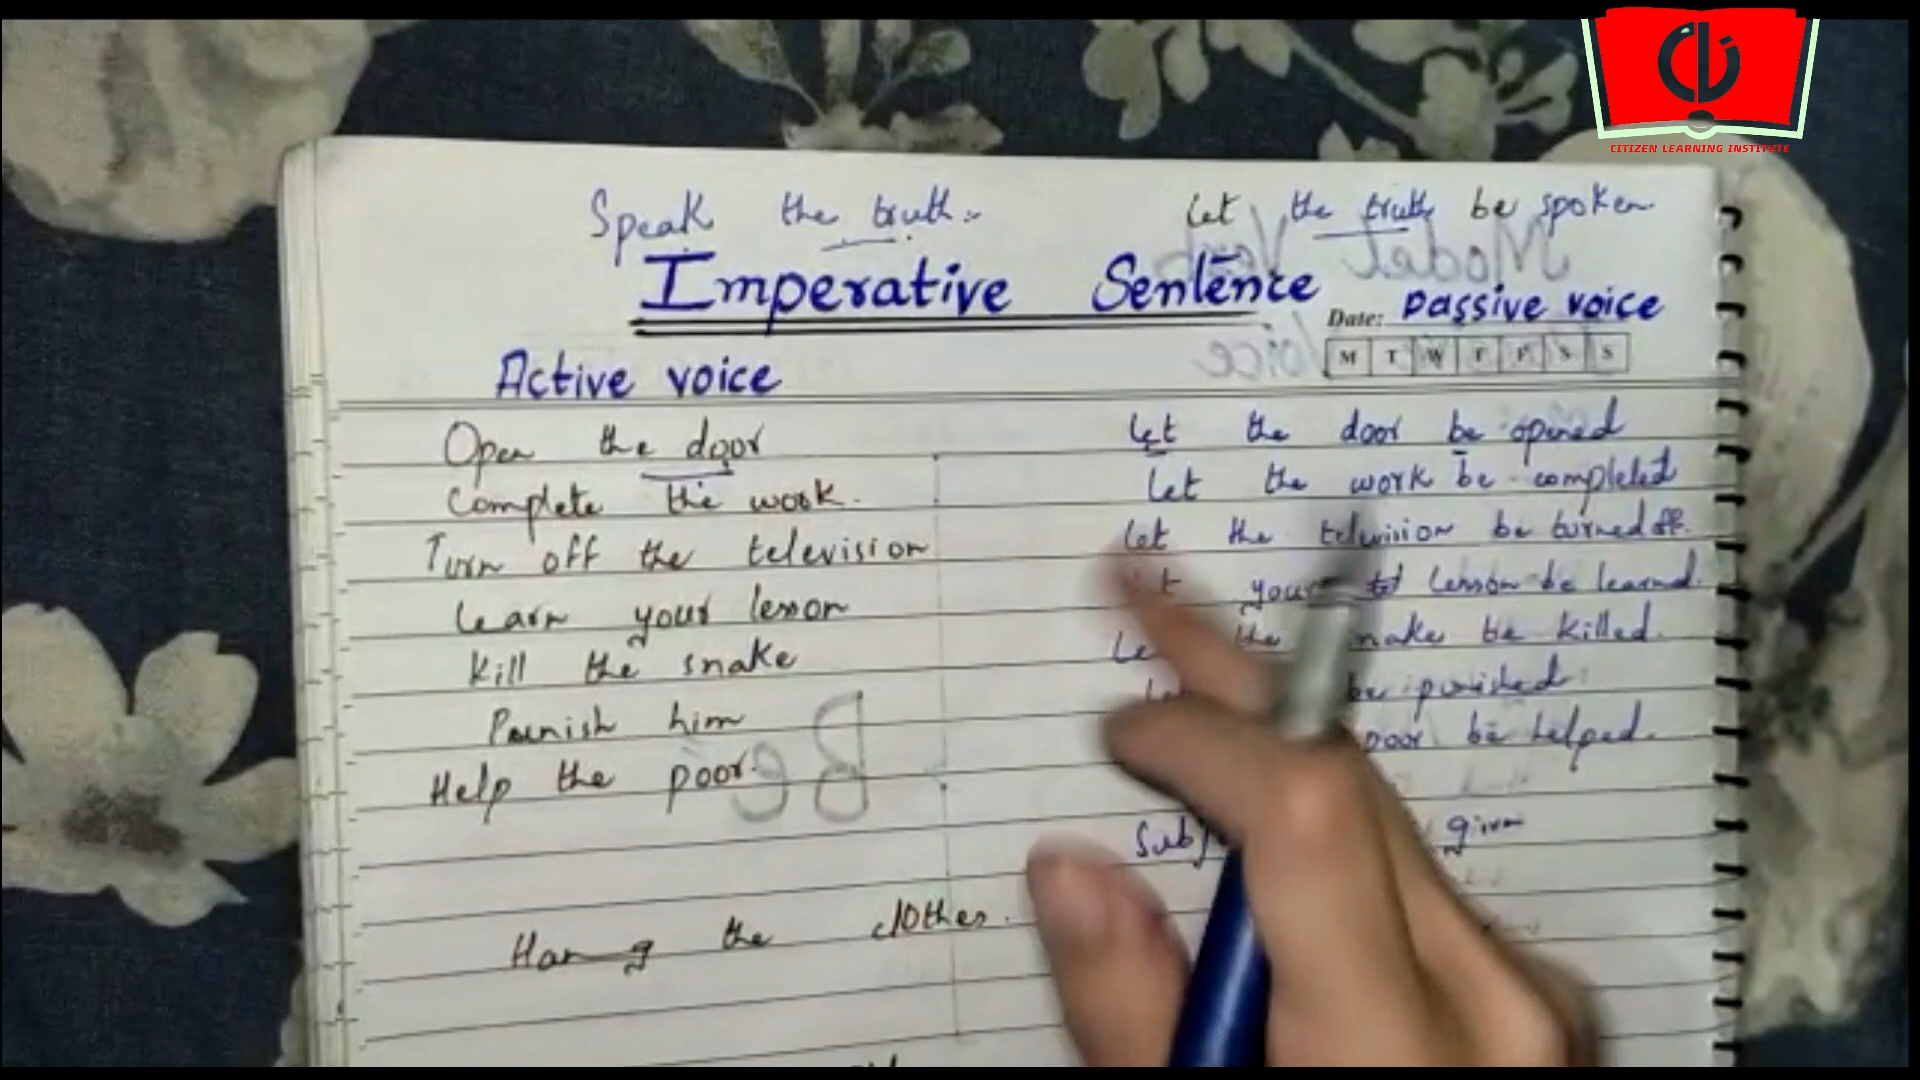 CITIZEN LEARNING INSTITUTE
Speak the truth. Let the truth be spoken
Imperative Sentence
Date: Passive voice
M T W T F S S
Active voice
Open the door Let the door be opened
Complete the work. Let the work be completed
Turn off the television Let the television be turned off.
Learn your lesson your lesson be learned.
Kill the snake the snake be killed.
Punish him be punished.
Help the poor. poor be helped.
given
Hang the clothes.